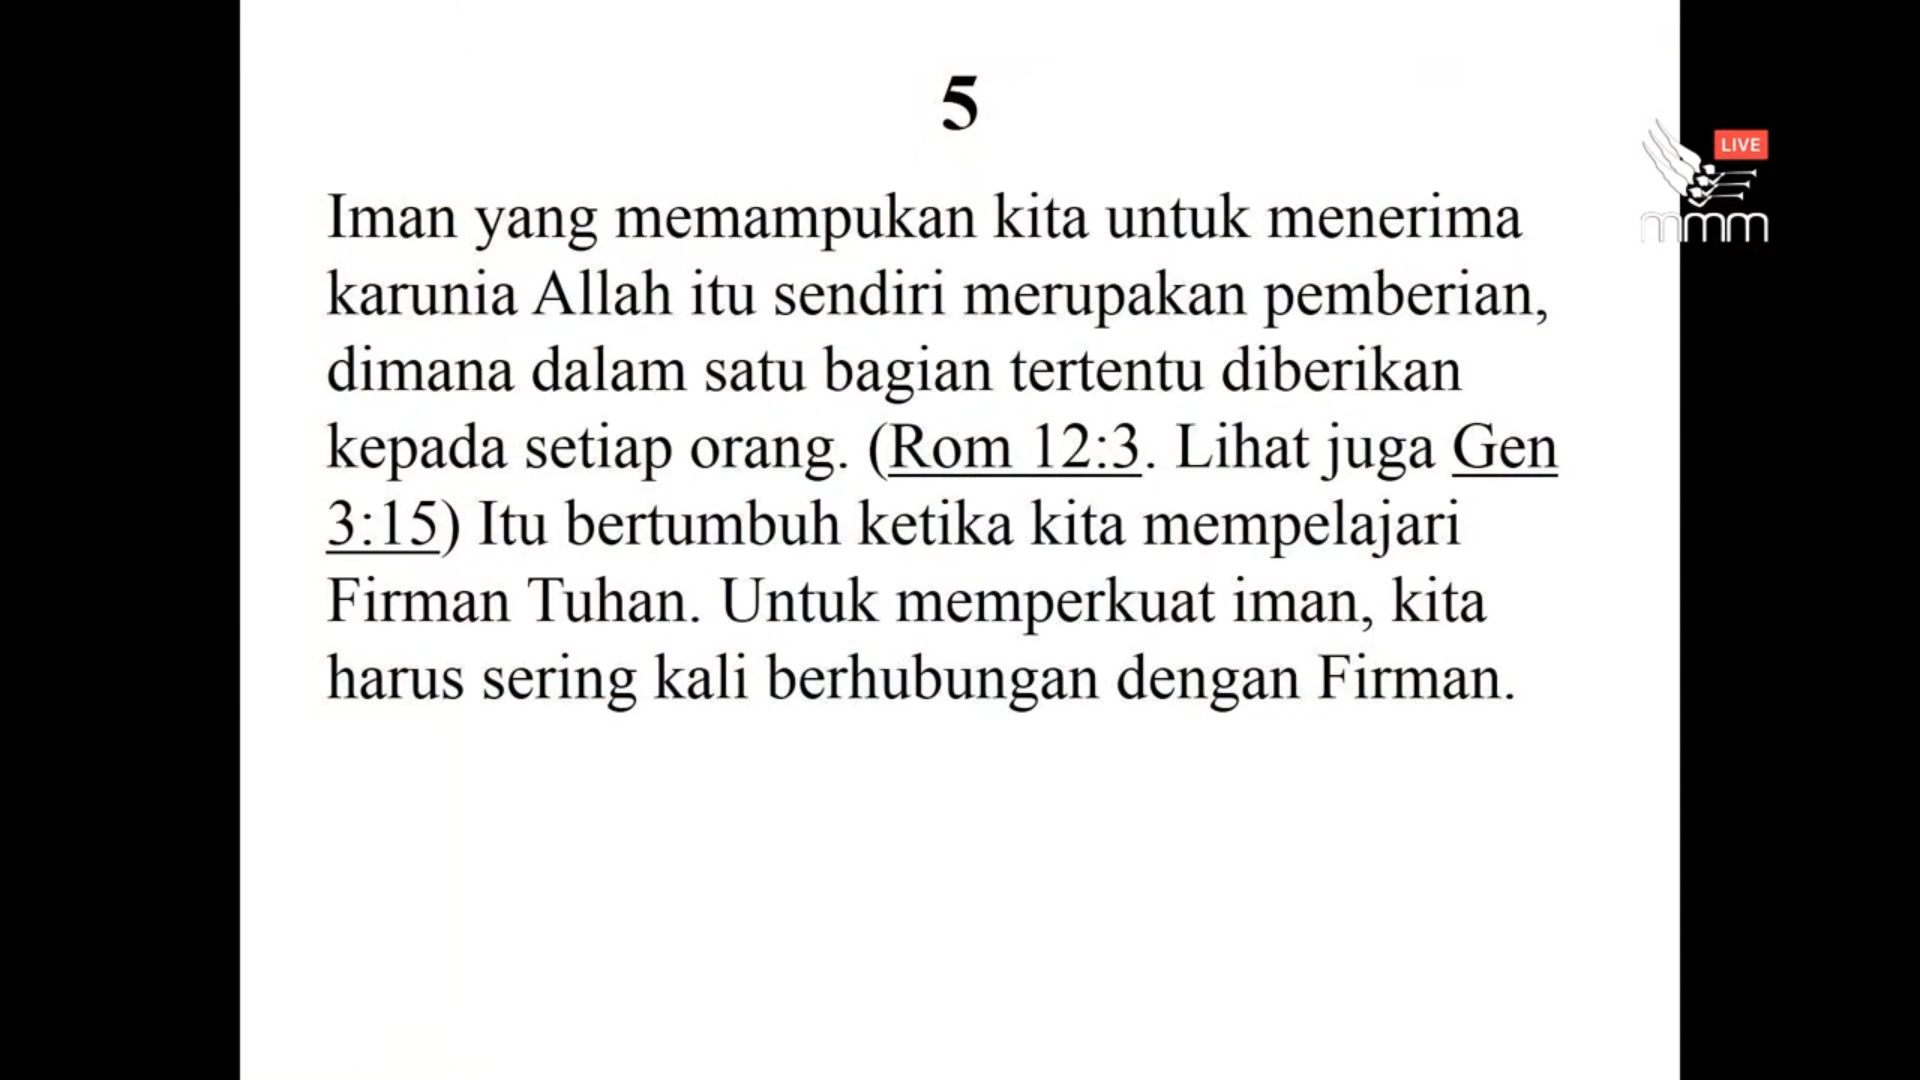 5
Iman yang memampukan kita untuk menerima
karunia Allah itu sendiri merupakan pemberian,
dimana dalam satu bagian tertentu diberikan
kepada setiap orang. (Rom 12:3. Lihat juga Gen
3:15) Itu bertumbuh ketika kita mempelajari
Firman Tuhan. Untuk memperkuat iman, kita
harus sering kali berhubungan dengan Firman.
LIVE
mmm